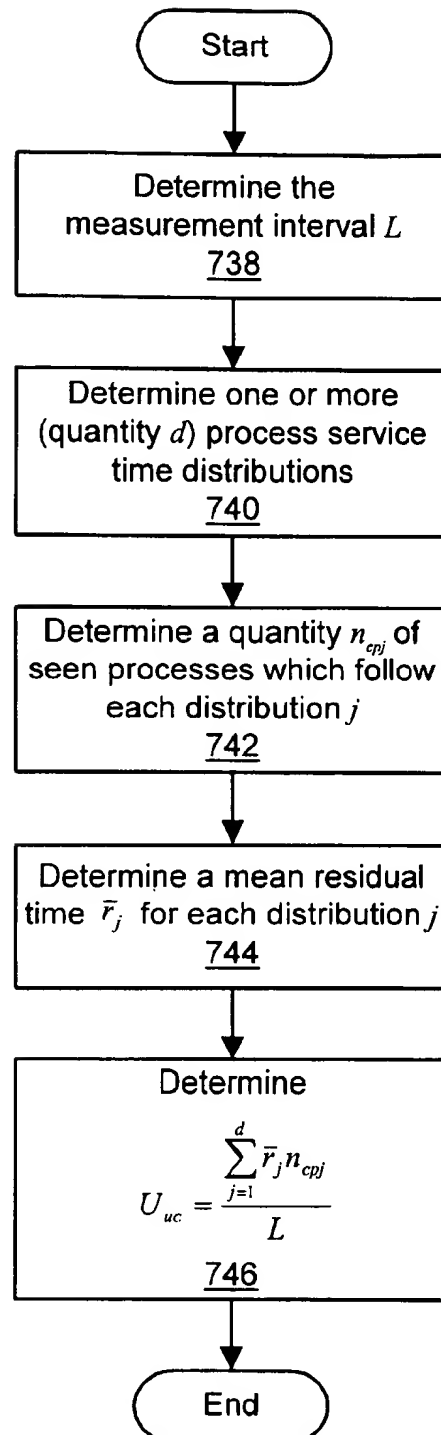 Start
Determine the
measurement interval L
738
Determine one or more
(quantity d) process service
time distributions
740
Determine a quantity n_cpj of
seen processes which follow
each distribution j
742
Determine a mean residual
time r̄_j for each distribution j
744
Determine
U_uc = (∑_{j=1}^{d} r̄_j n_cpj) / L
746
End